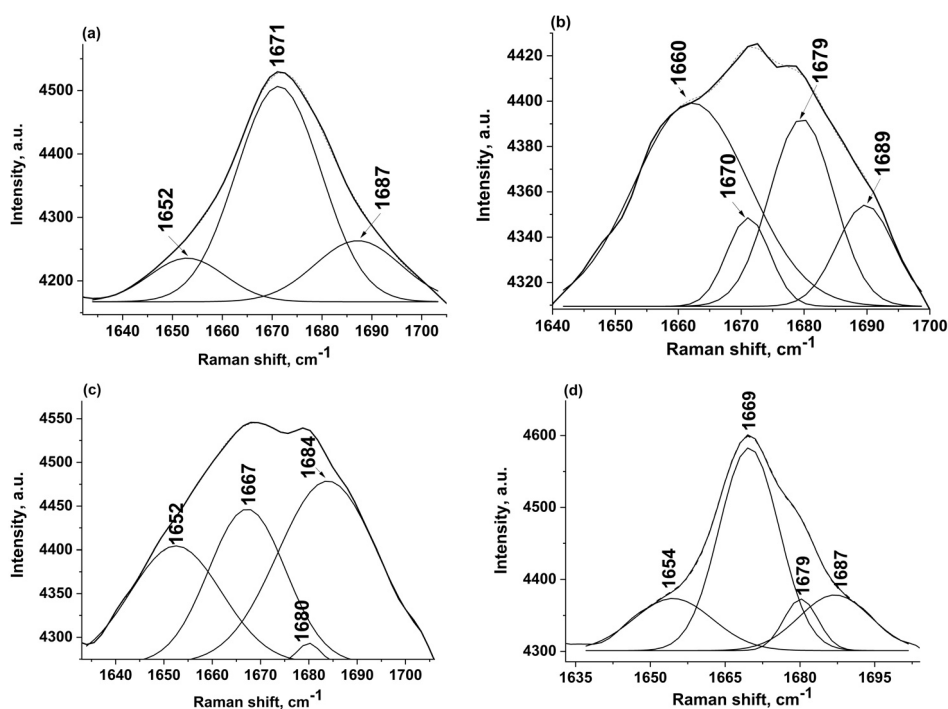 (a)
1671
1652
1687
4500
4400
4300
4200
1640 1650 1660 1670 1680 1690 1700
Raman shift, cm-1
Intensity, a.u.
(b)
1660
1679
1670
1689
4420
4400
4380
4360
4340
4320
1640 1650 1660 1670 1680 1690 1700
Raman shift, cm-1
Intensity, a.u.
(c)
1652
1667
1684
1680
4550
4500
4450
4400
4350
4300
1640 1650 1660 1670 1680 1690 1700
Raman shift, cm-1
Intensity, a.u.
(d)
1669
1654
1679
1687
4600
4500
4400
4300
1635 1650 1665 1680 1695
Raman shift, cm-1
Intensity, a.u.